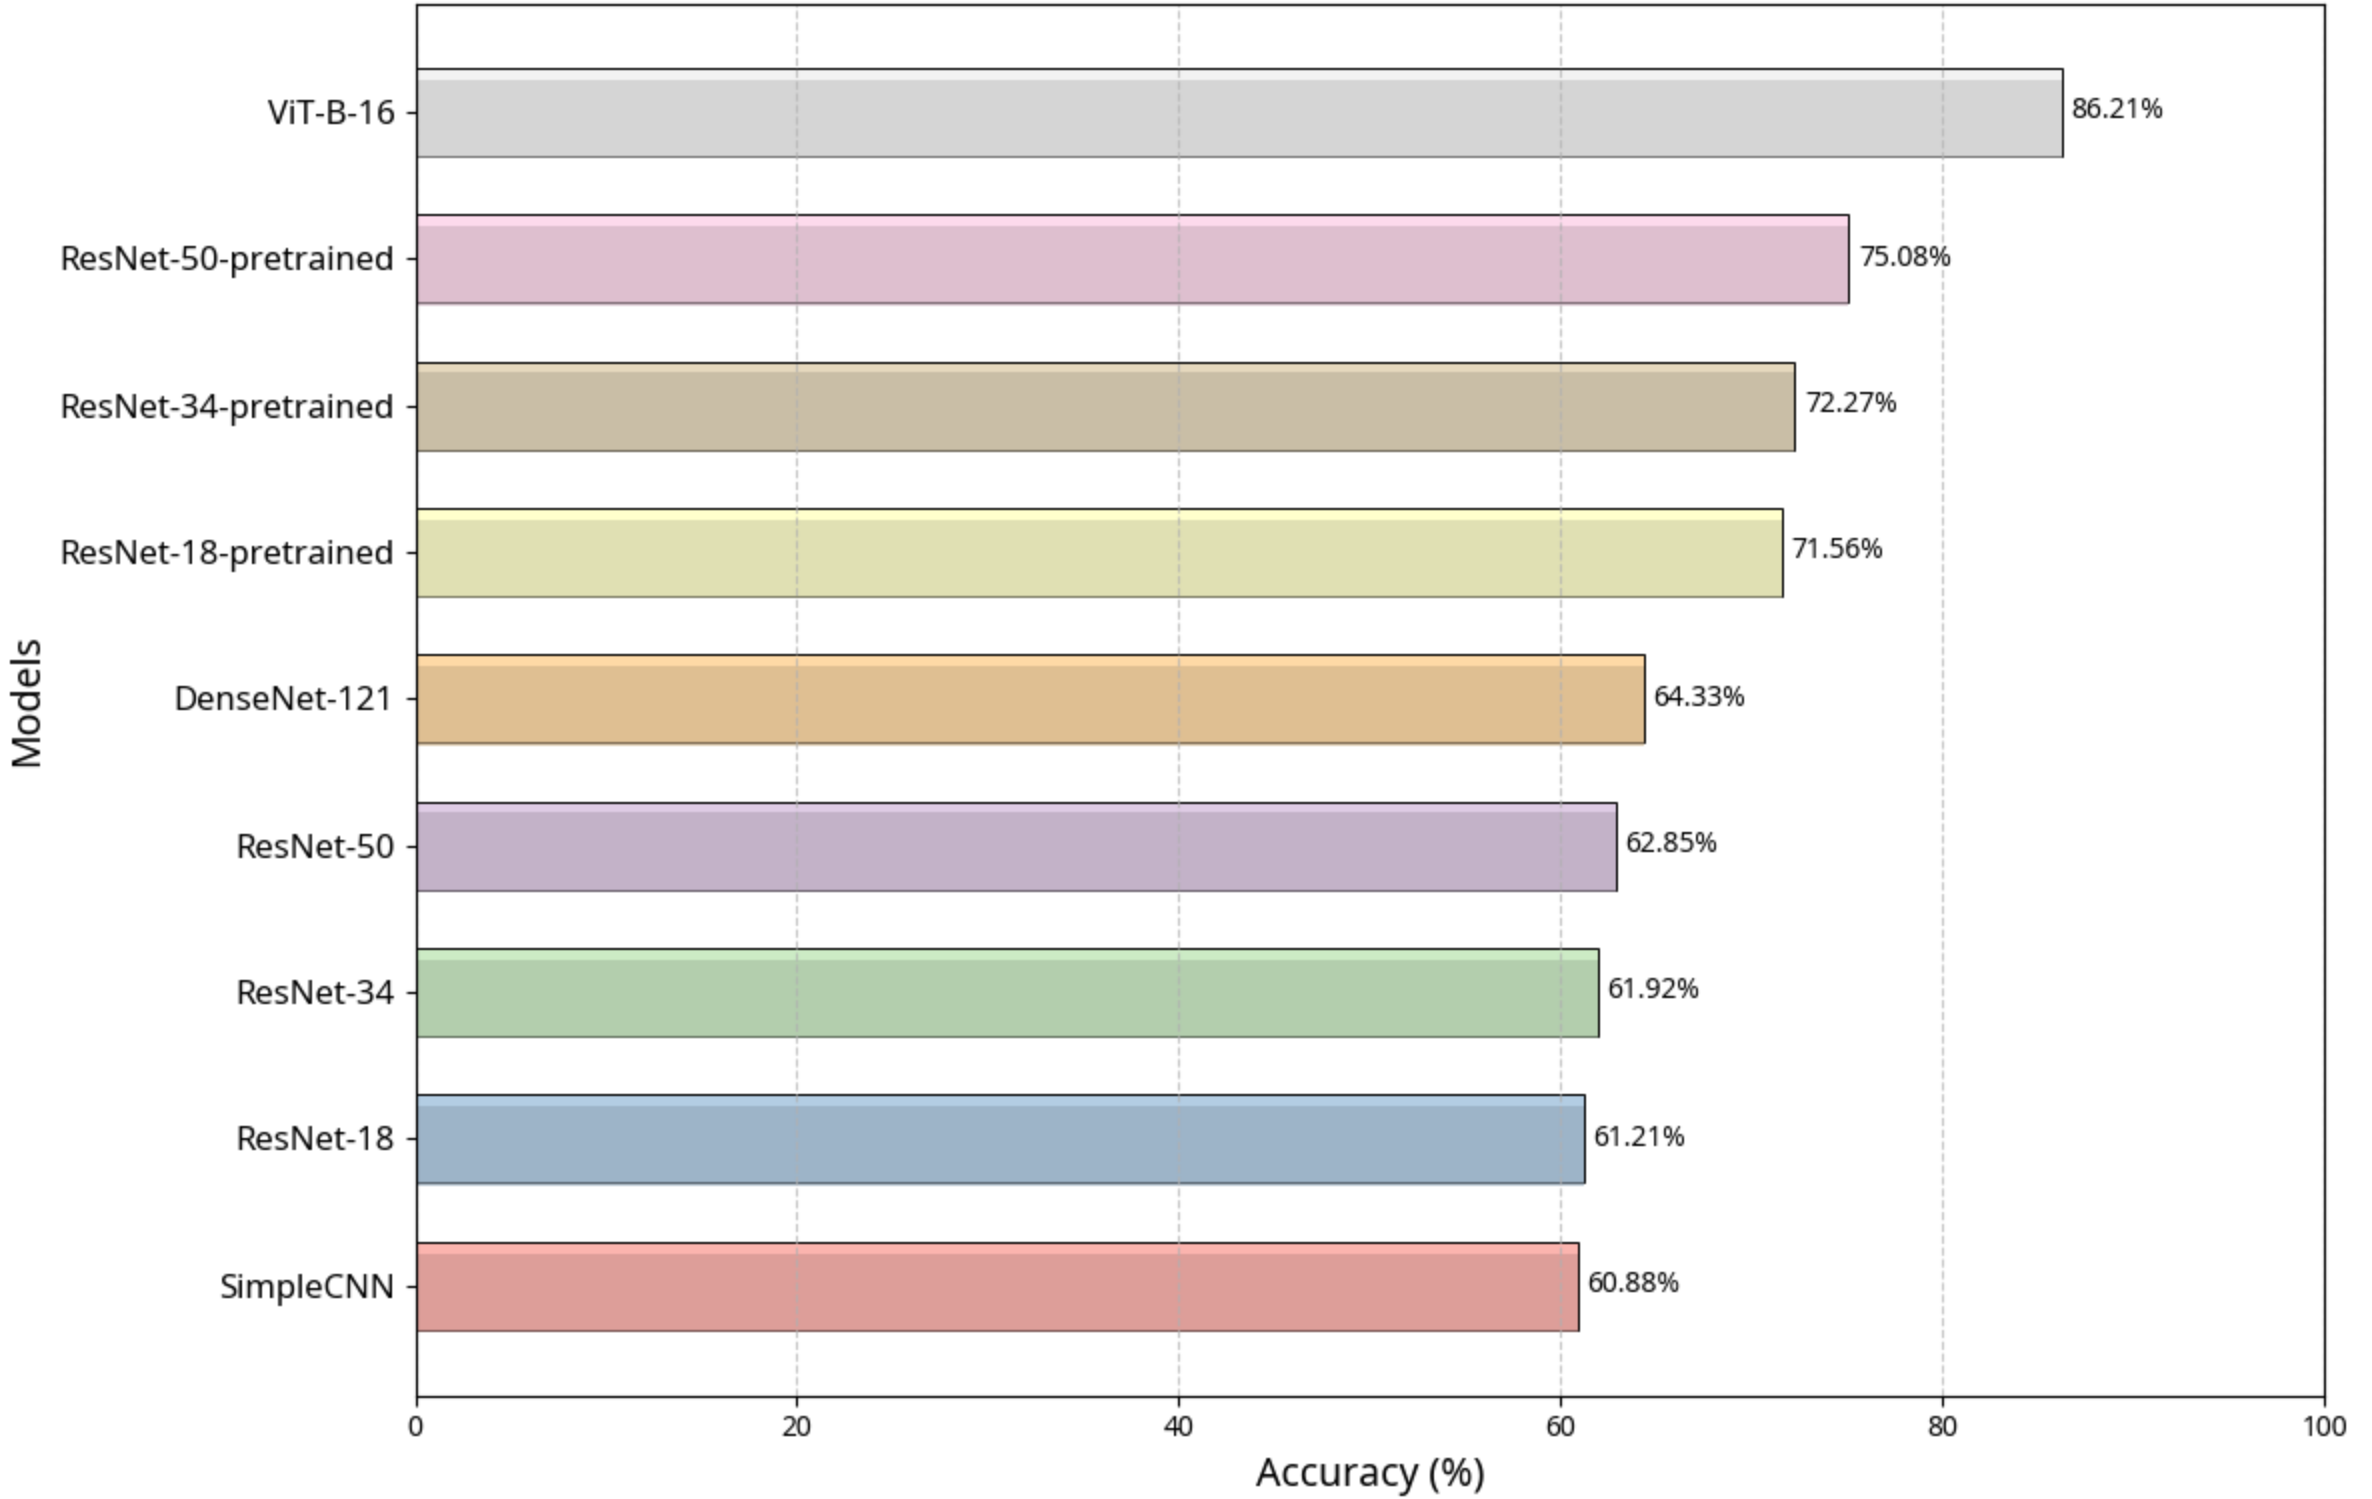 ViT-B-16
86.21%
ResNet-50-pretrained
75.08%
ResNet-34-pretrained
72.27%
ResNet-18-pretrained
71.56%
DenseNet-121
64.33%
Models
ResNet-50
62.85%
ResNet-34
61.92%
ResNet-18
61.21%
SimpleCNN
60.88%
0 20 40 60 80 100
Accuracy (%)